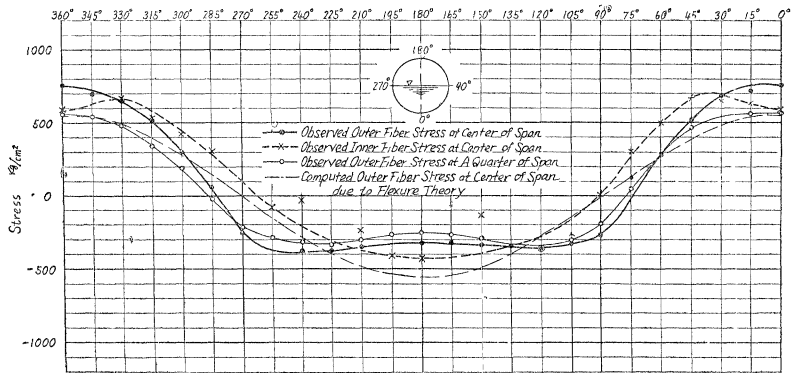 360° 345° 330° 315° 300° 285° 270° 255° 240° 210° 195° 180° 165° 150° 120° 105° 90° 75° 60° 45° 30° 15° 0°
1000
500
0
-500
-1000
Stress kg/cm²
180°
270° 40°
0°
Observed Outer Fiber Stress at Center of Span
Observed Inner Fiber Stress at Center of Span
Observed Outer Fiber Stress at A Quarter of Span
Computed Outer Fiber Stress at Center of Span
due to Flexure Theory